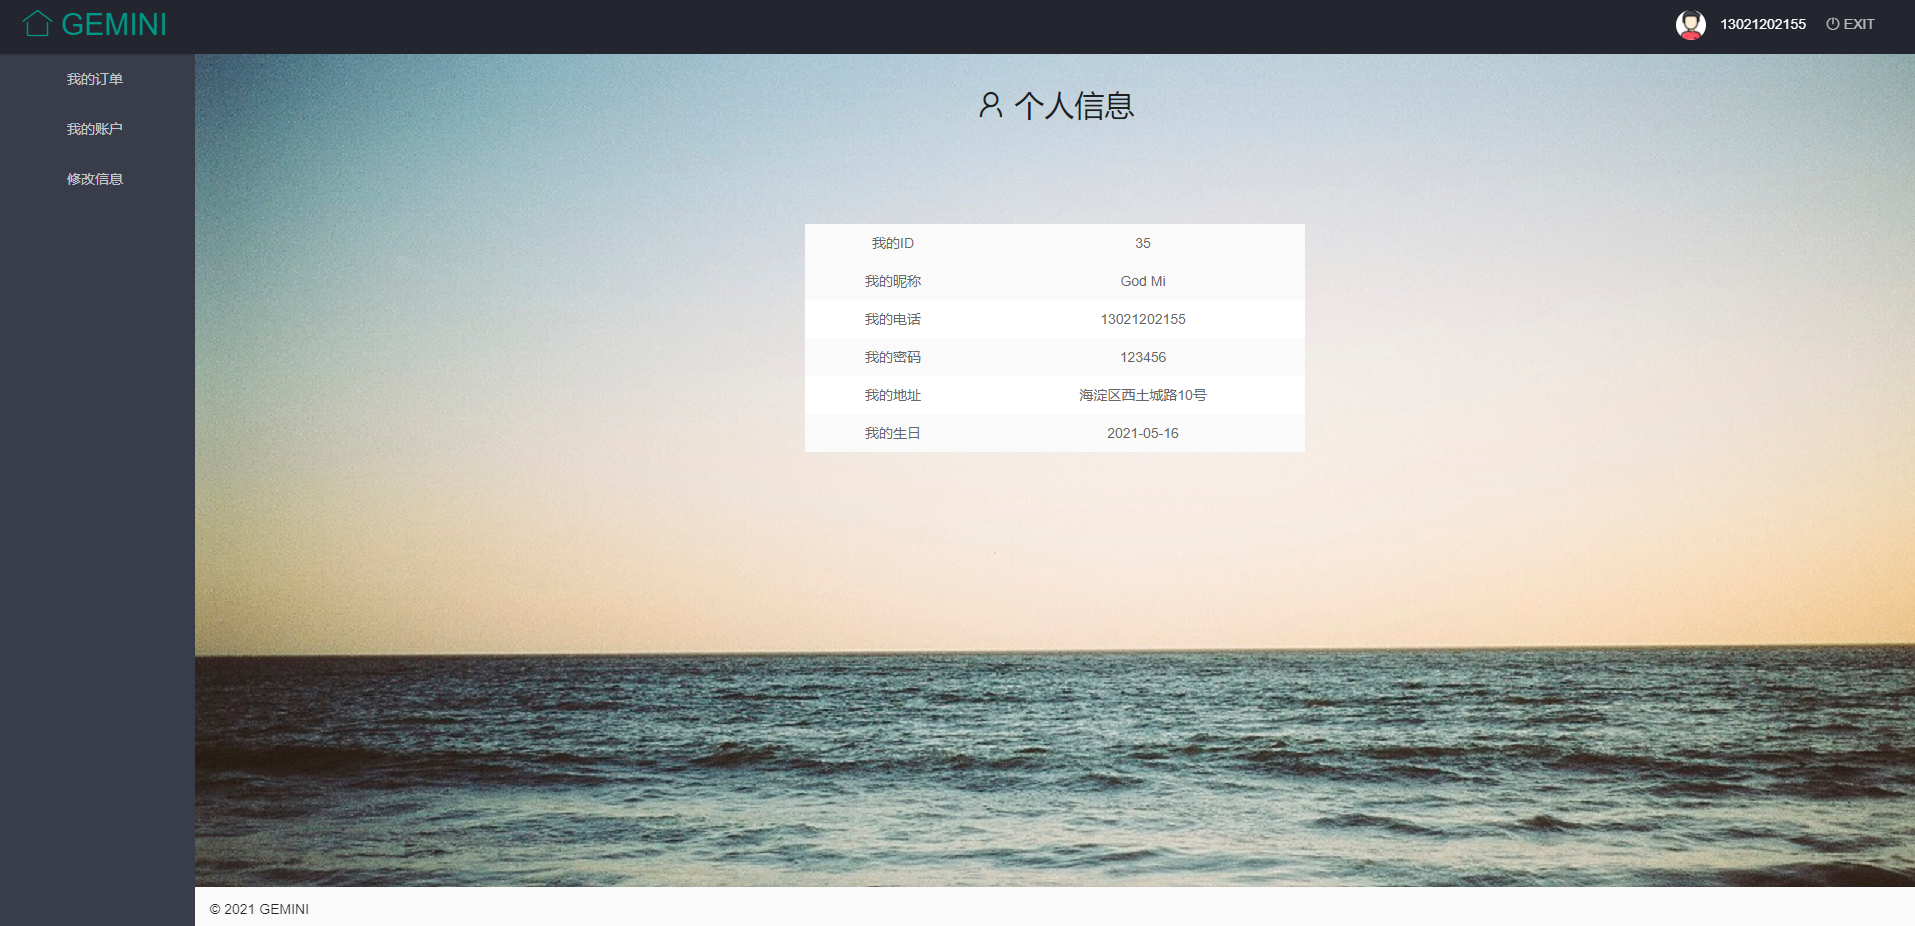 GEMINI
13021202155
EXIT
我的订单
我的账户
修改信息
个人信息
我的ID 35
我的昵称 God Mi
我的电话 13021202155
我的密码 123456
我的地址 海淀区西土城路10号
我的生日 2021-05-16
© 2021 GEMINI